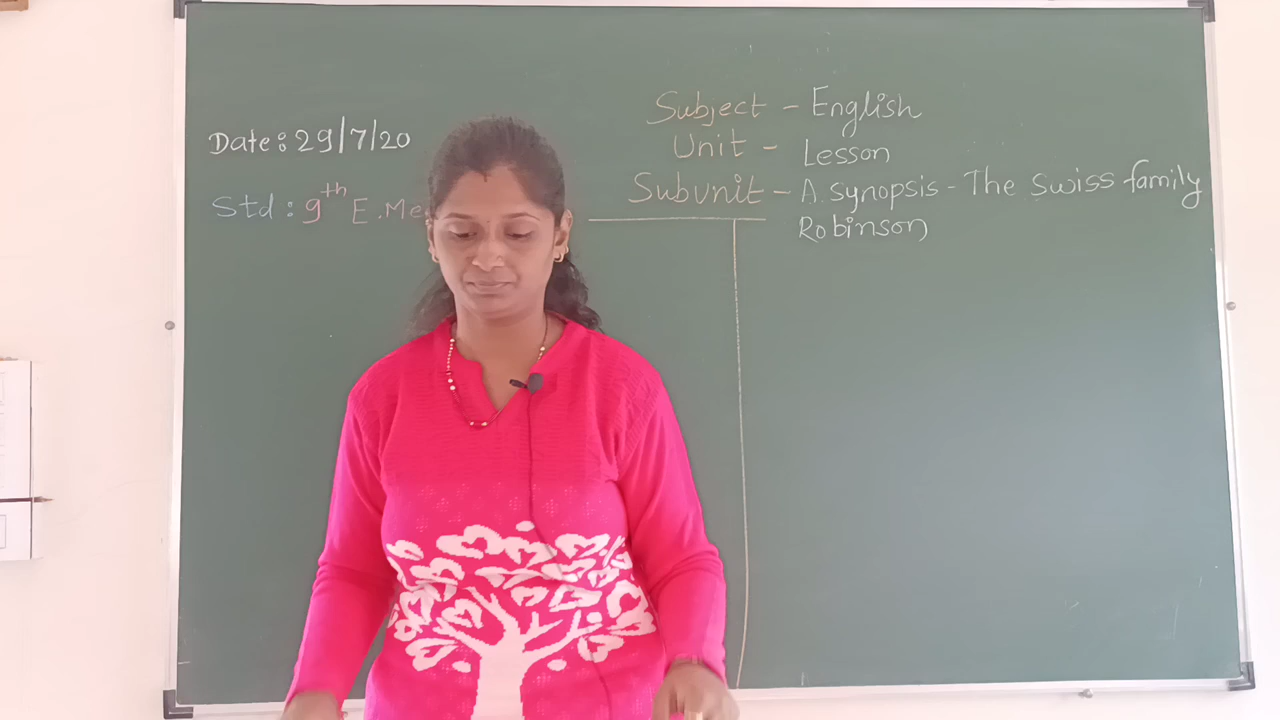 Date: 29/7/20
Std: 9th E.Me
Subject - English
Unit - Lesson
Subunit - A synopsis - The Swiss family
Robinson